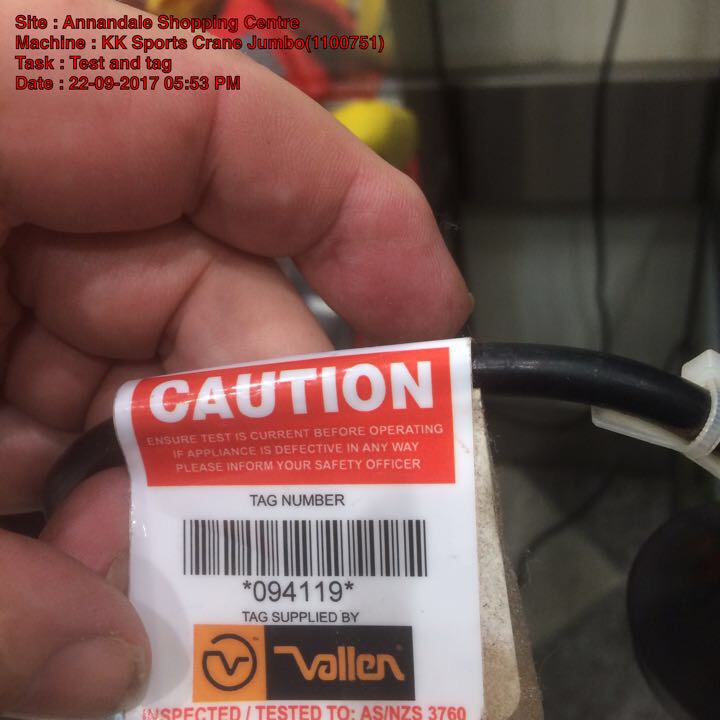 Site : Annandale Shopping Centre
Machine : KK Sports Crane Jumbo(1100751)
Task : Test and tag
Date : 22-09-2017 05:53 PM
CAUTION
ENSURE TEST IS CURRENT BEFORE OPERATING
IF APPLIANCE IS DEFECTIVE IN ANY WAY
PLEASE INFORM YOUR SAFETY OFFICER
TAG NUMBER
*094119*
TAG SUPPLIED BY
Vallen
INSPECTED / TESTED TO: AS/NZS 3760